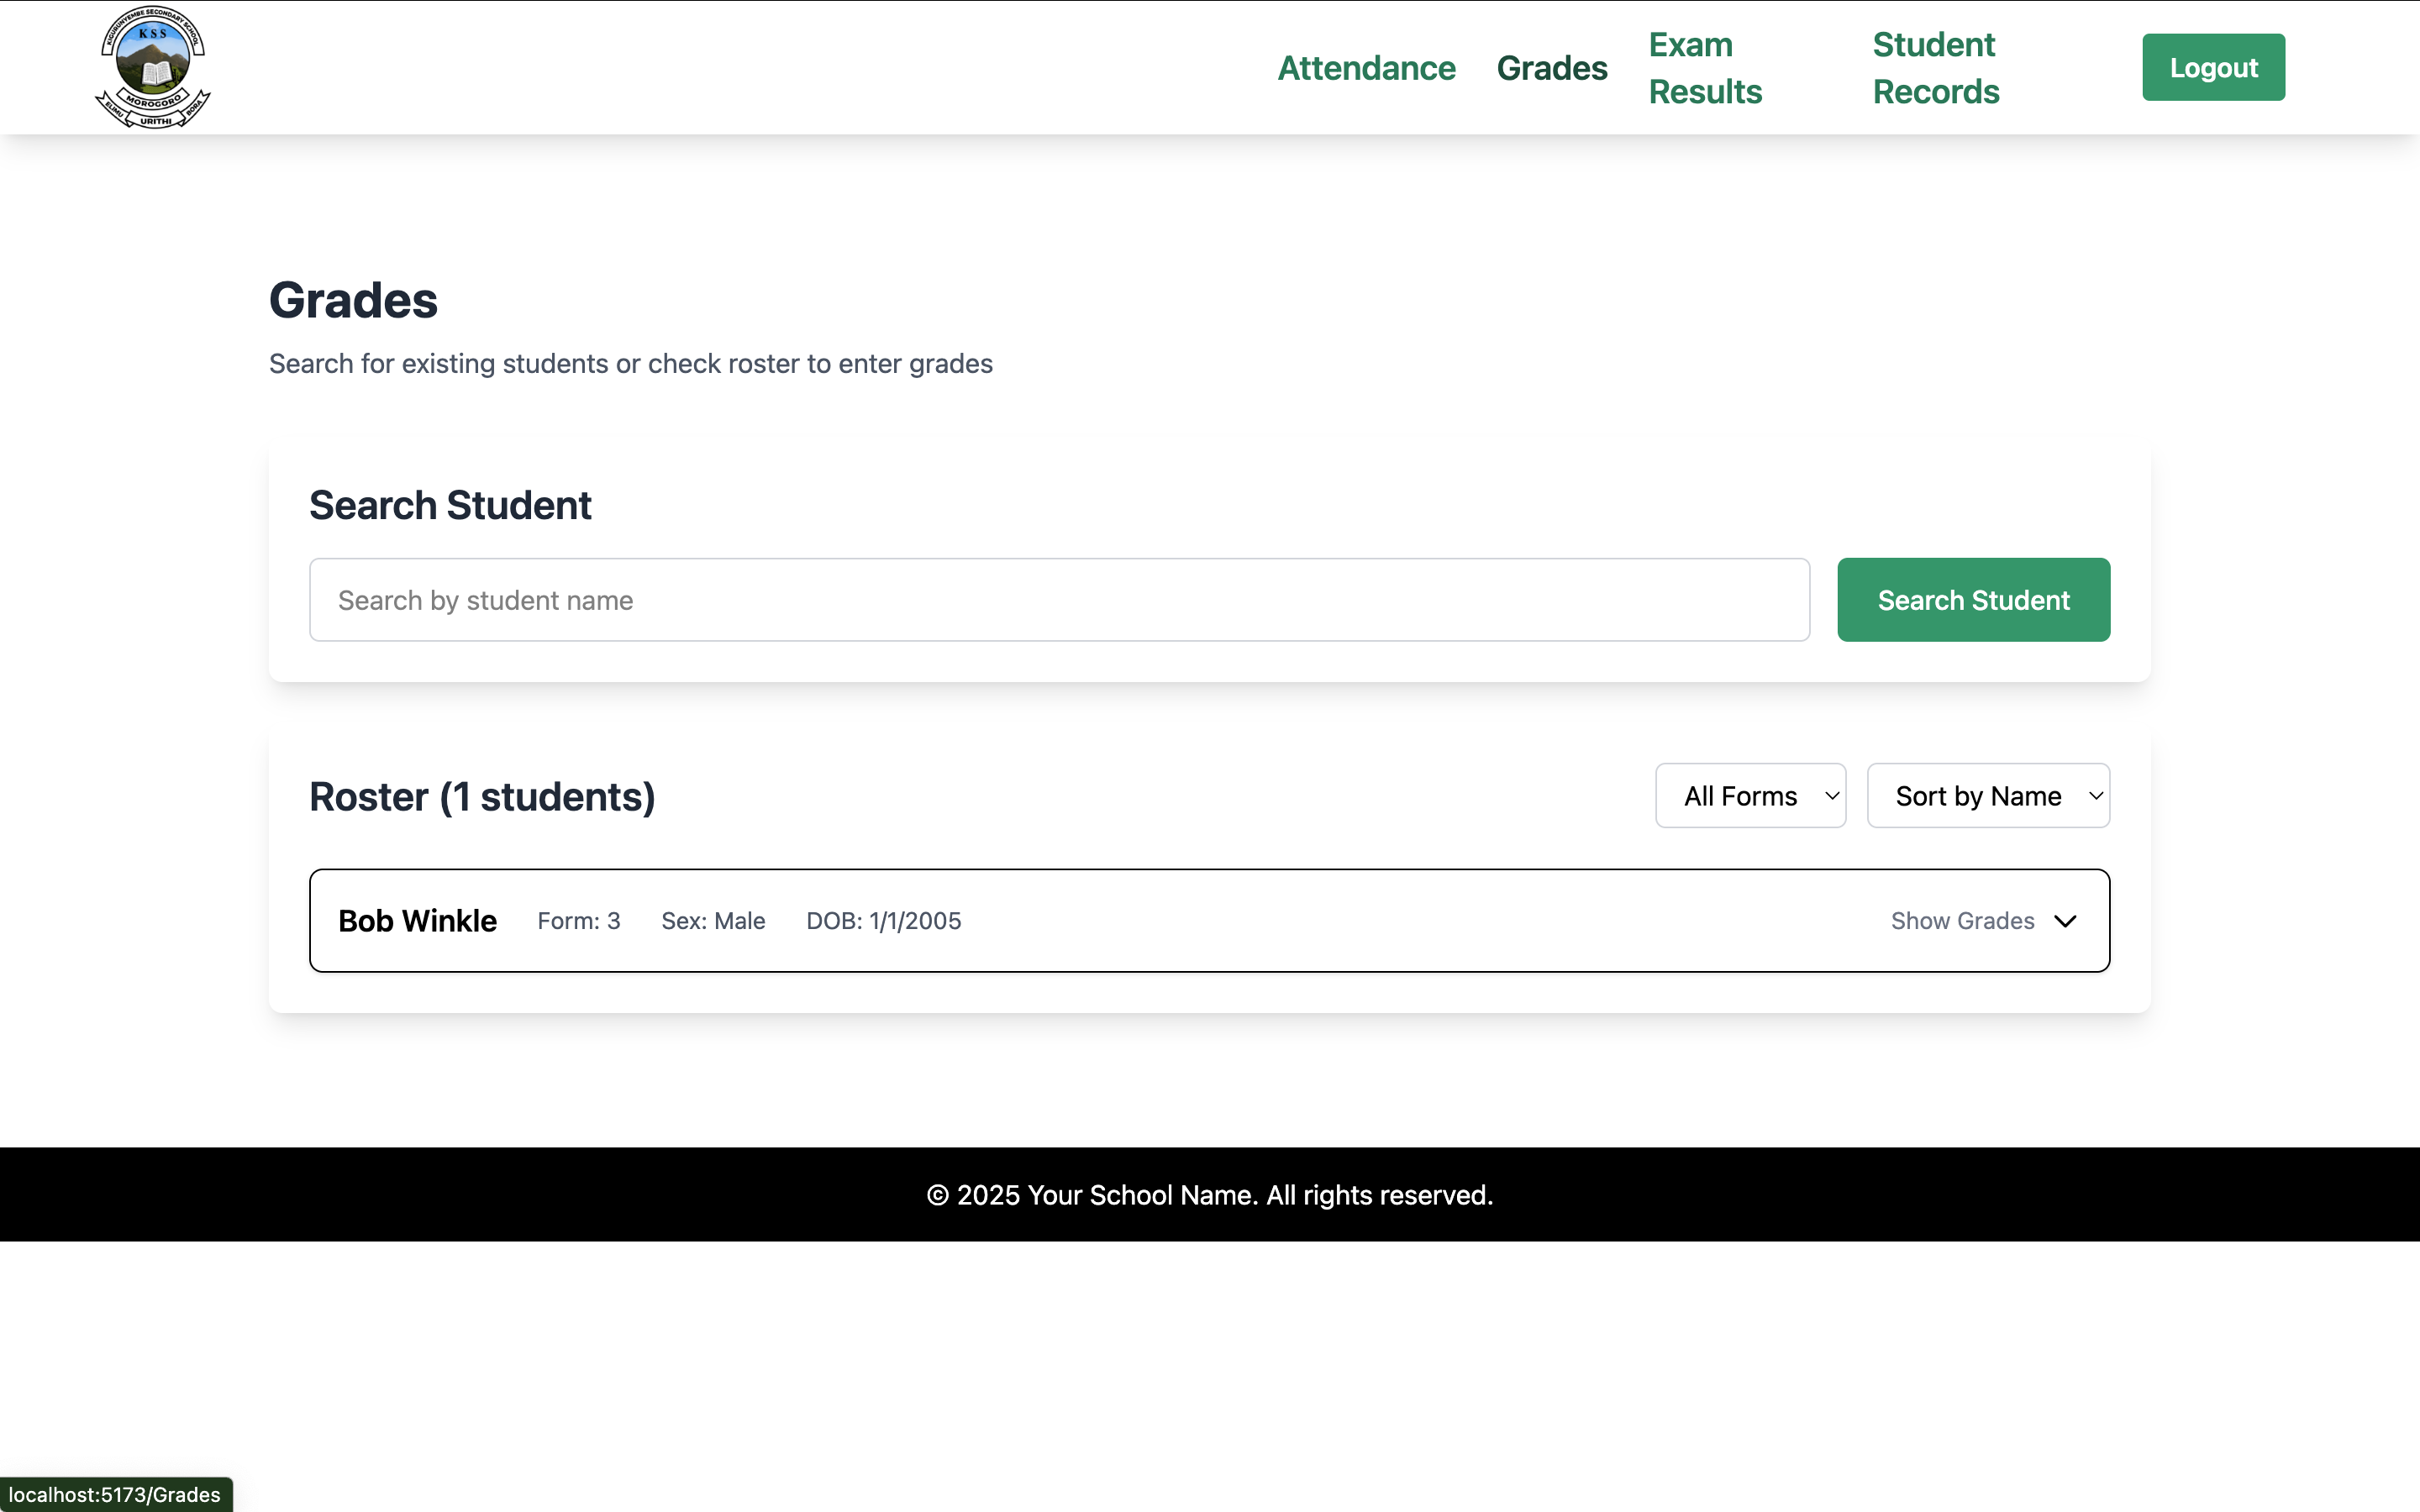 KIGURUNYEMBE SECONDARY SCHOOL
KSS
MOROGORO
ELIMU
URITHI
BORA
Attendance
Grades
Exam
Results
Student
Records
Logout
Grades
Search for existing students or check roster to enter grades
Search Student
Search by student name
Search Student
Roster (1 students)
All Forms
Sort by Name
Bob Winkle
Form: 3
Sex: Male
DOB: 1/1/2005
Show Grades
© 2025 Your School Name. All rights reserved.
localhost:5173/Grades